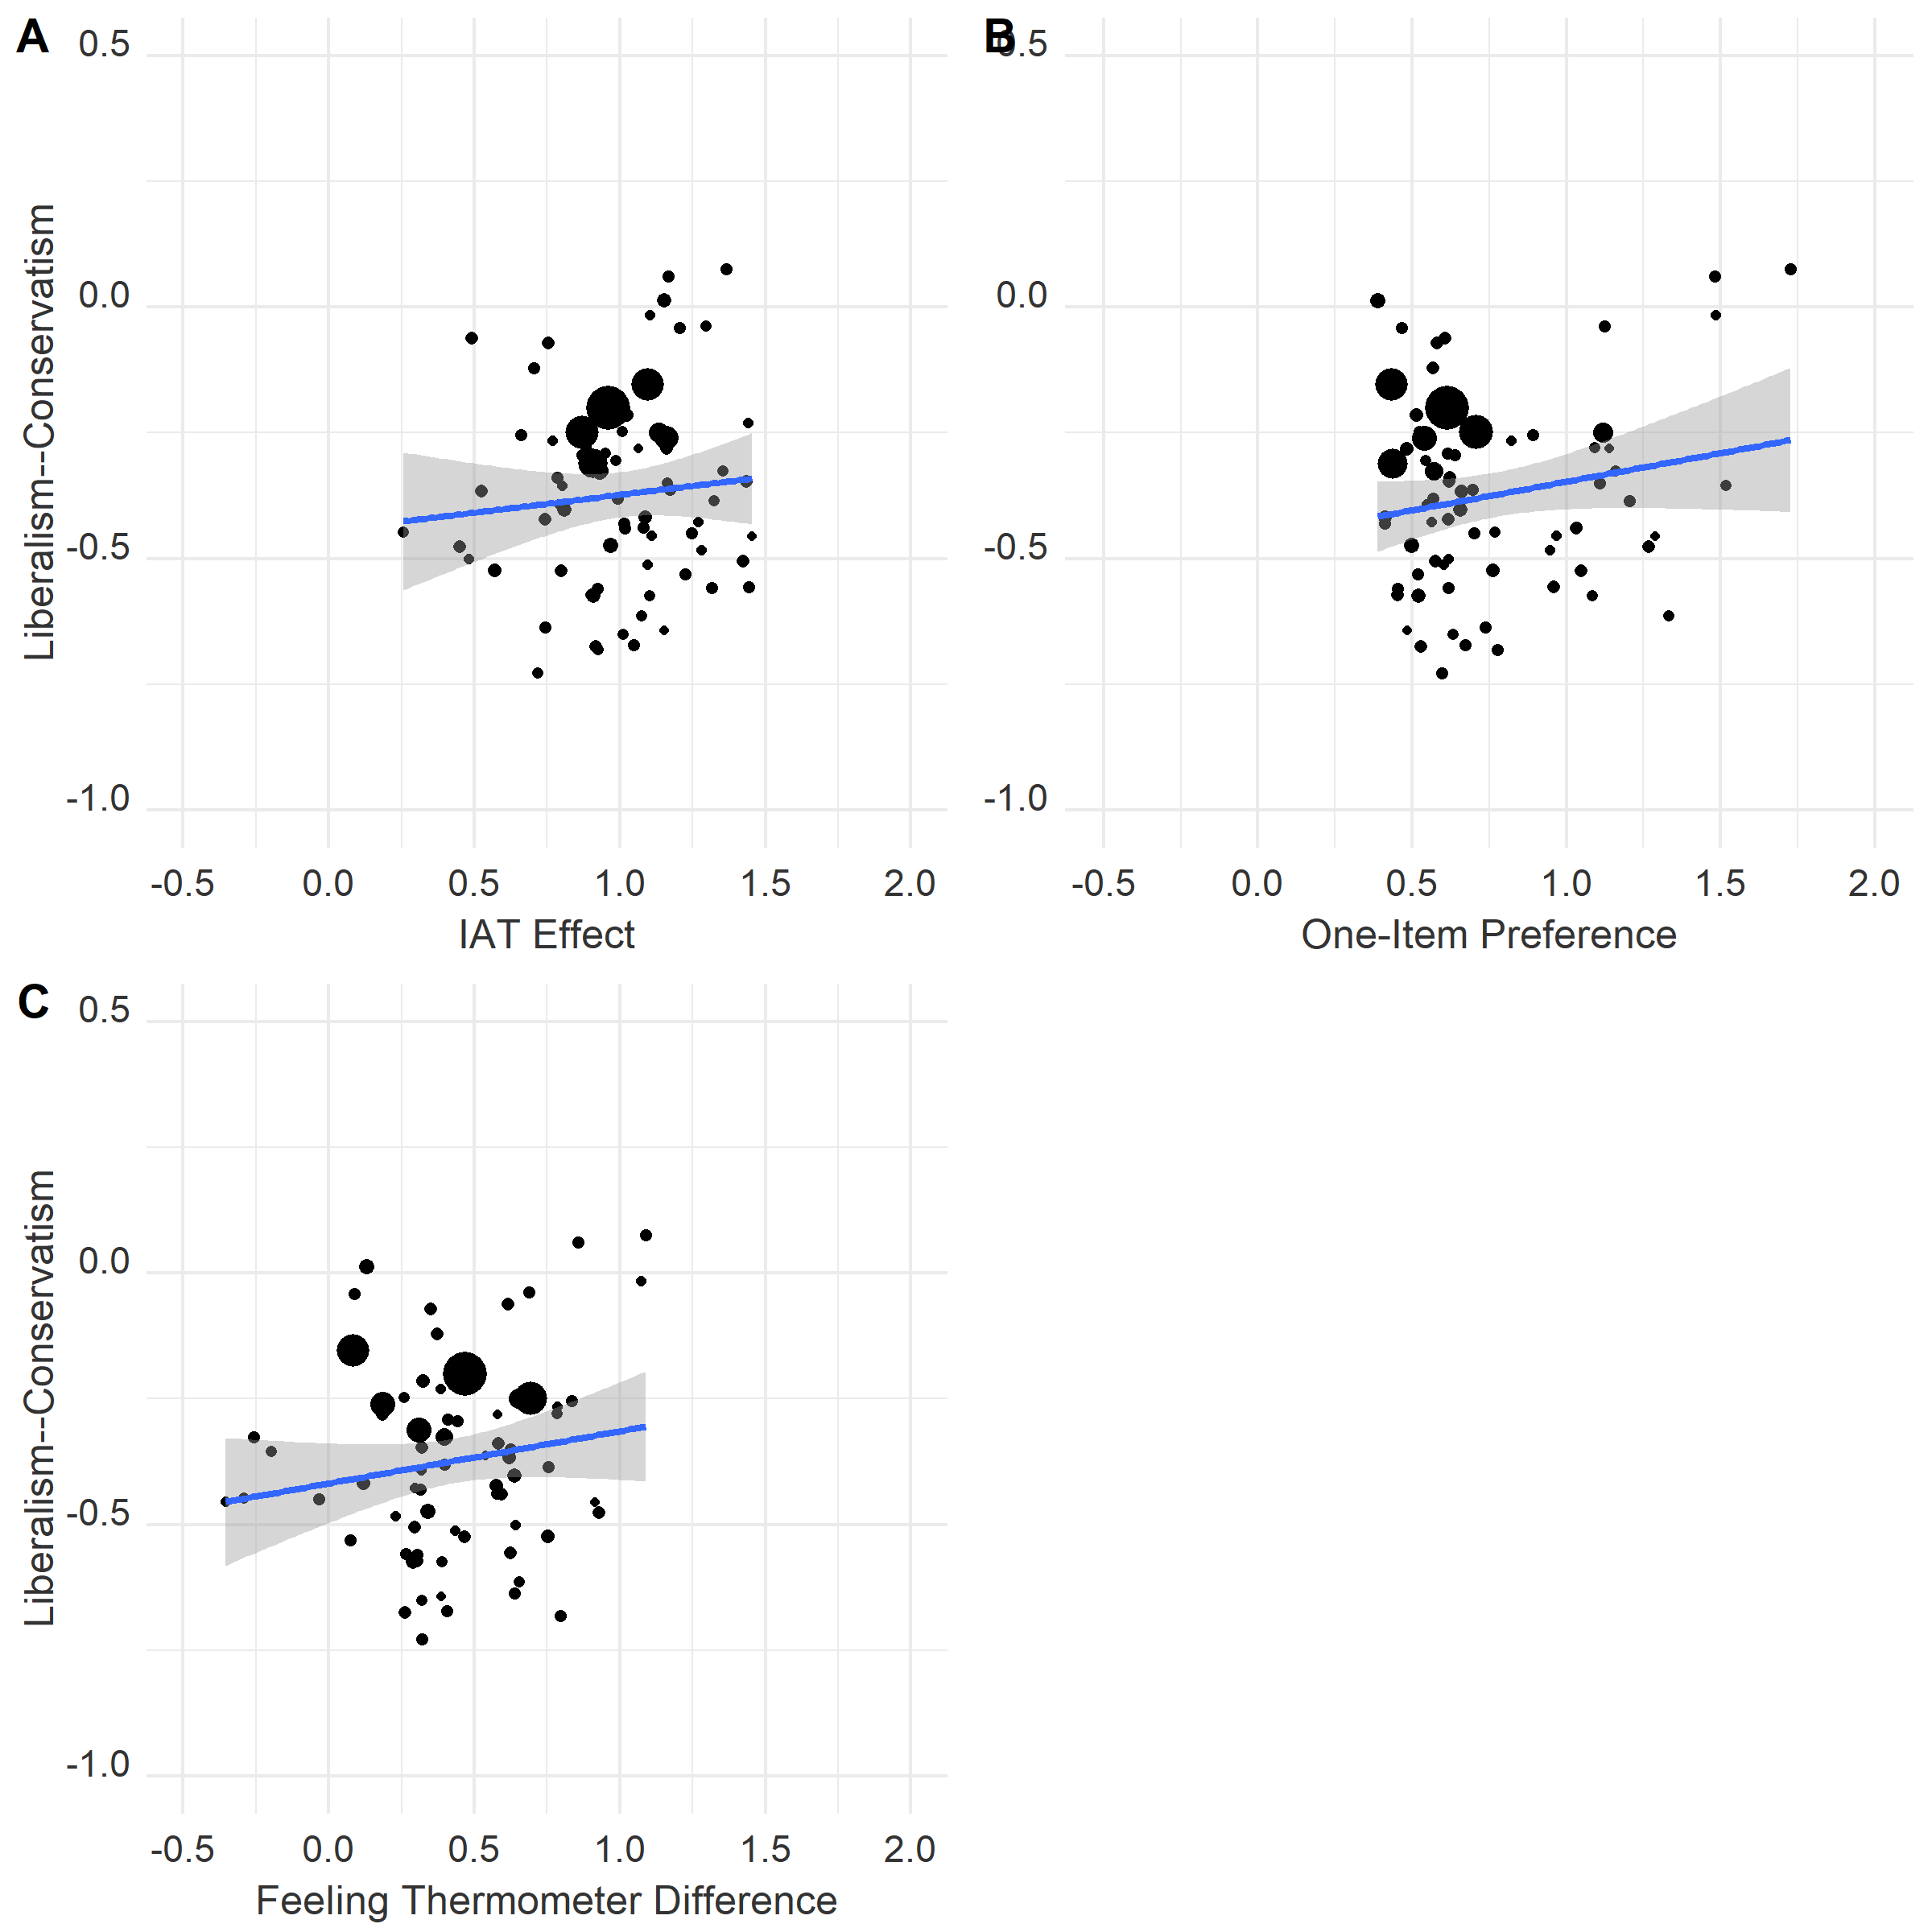 A
0.5
0.0
-0.5
-1.0
Liberalism--Conservatism
-0.5 0.0 0.5 1.0 1.5 2.0
IAT Effect
B
0.5
0.0
-0.5
-1.0
-0.5 0.0 0.5 1.0 1.5 2.0
One-Item Preference
C
0.5
0.0
-0.5
-1.0
Liberalism--Conservatism
-0.5 0.0 0.5 1.0 1.5 2.0
Feeling Thermometer Difference